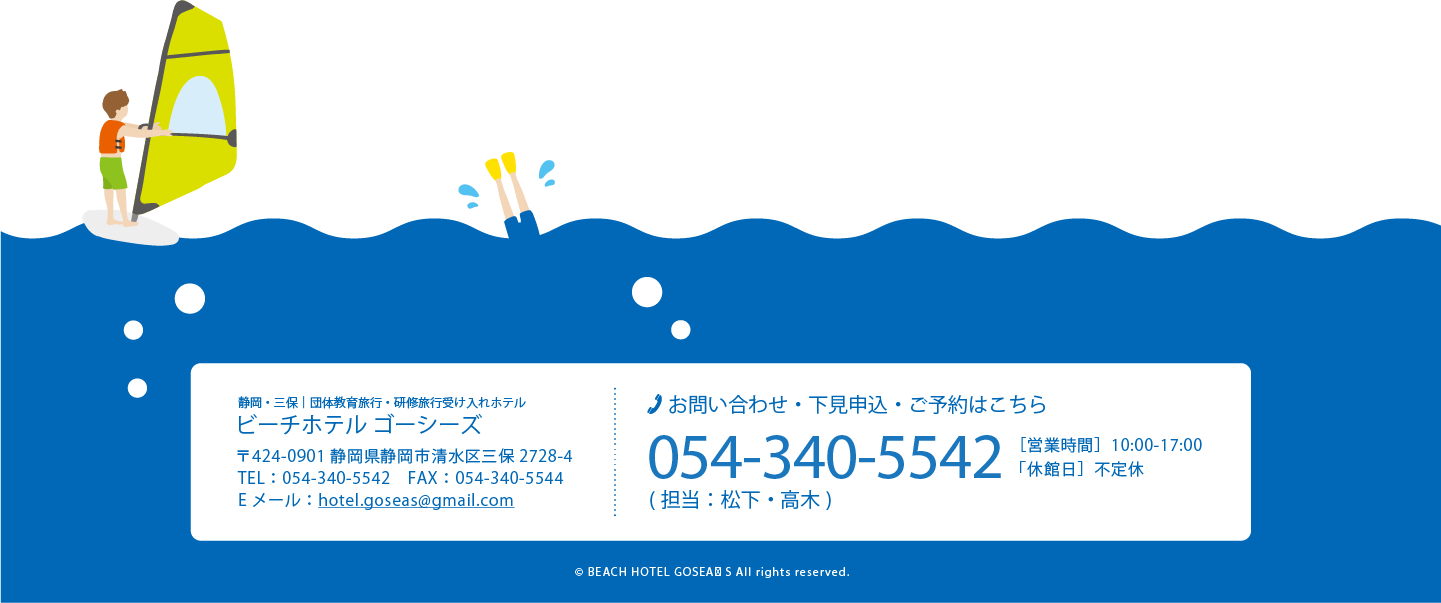 静岡・三保｜団体教育旅行・研修旅行受け入れホテル
ビーチホテル ゴーシーズ
〒424-0901 静岡県静岡市清水区三保 2728-4
TEL：054-340-5542　FAX：054-340-5544
E メール：hotel.goseas@gmail.com
お問い合わせ・下見申込・ご予約はこちら
054-340-5542
［営業時間］10:00-17:00
「休館日］不定休
( 担当：松下・高木 )
© BEACH HOTEL GOSEA〿 S All rights reserved.